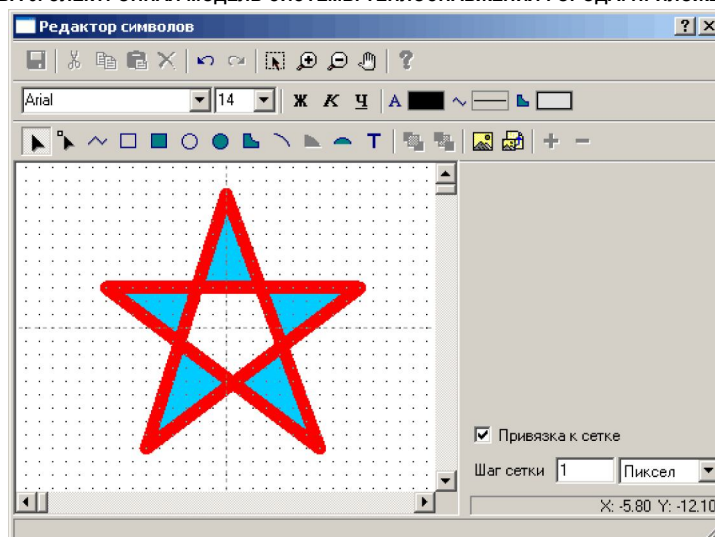 Редактор символов
Arial 14 Ж К Ч А
Т
Привязка к сетке
Шаг сетки 1 Пиксел
X: -5.80 Y: -12.10